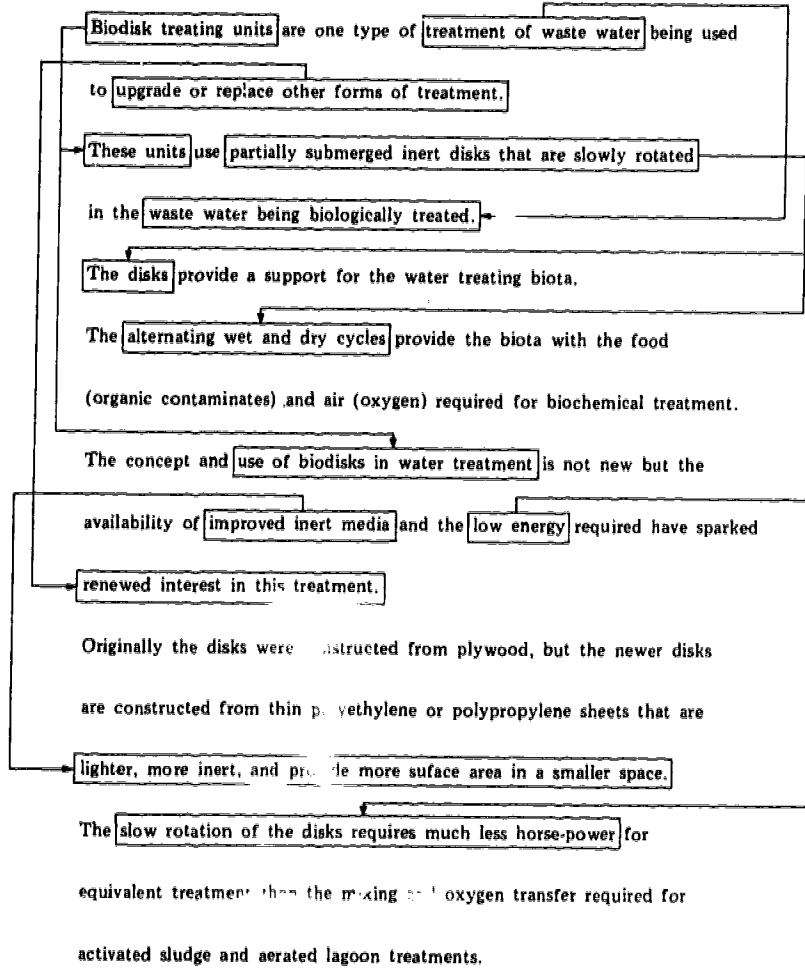 Biodisk treating units are one type of treatment of waste water being used
to upgrade or replace other forms of treatment.
These units use partially submerged inert disks that are slowly rotated
in the waste water being biologically treated.
The disks provide a support for the water treating biota.
The alternating wet and dry cycles provide the biota with the food
(organic contaminates) and air (oxygen) required for biochemical treatment.
The concept and use of biodisks in water treatment is not new but the
availability of improved inert media and the low energy required have sparked
renewed interest in this treatment.
Originally the disks were from plywood, but the newer disks
are constructed from thin or polypropylene sheets that are
lighter, more inert, and more suface area in a smaller space.
The slow rotation of the disks requires much less horse-power for
equivalent treatment than the mixing oxygen transfer required for
activated sludge and aerated lagoon treatments.